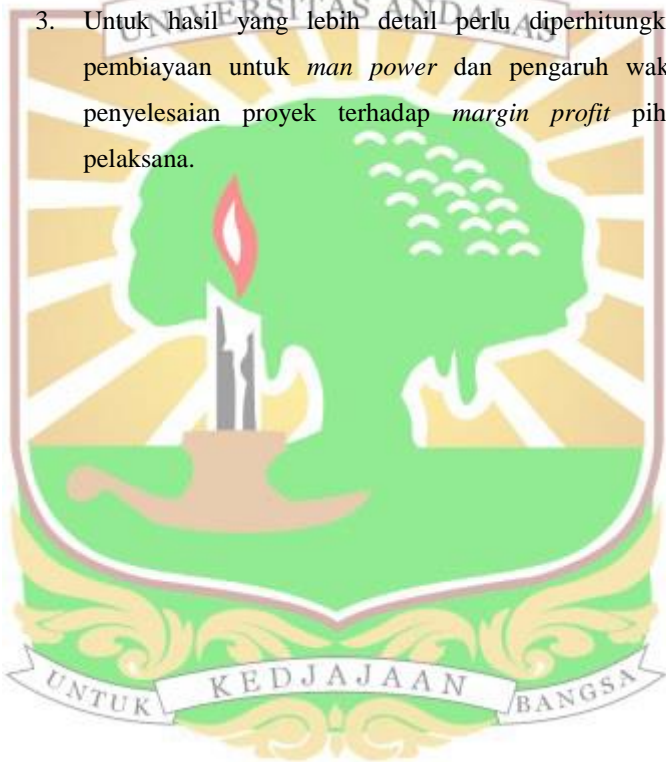 UNIVERSITAS ANDALAS
3. Untuk hasil yang lebih detail perlu diperhitungk
pembiayaan untuk man power dan pengaruh wak
penyelesaian proyek terhadap margin profit pih
pelaksana.
UNTUK KEDJAJAAN BANGSA